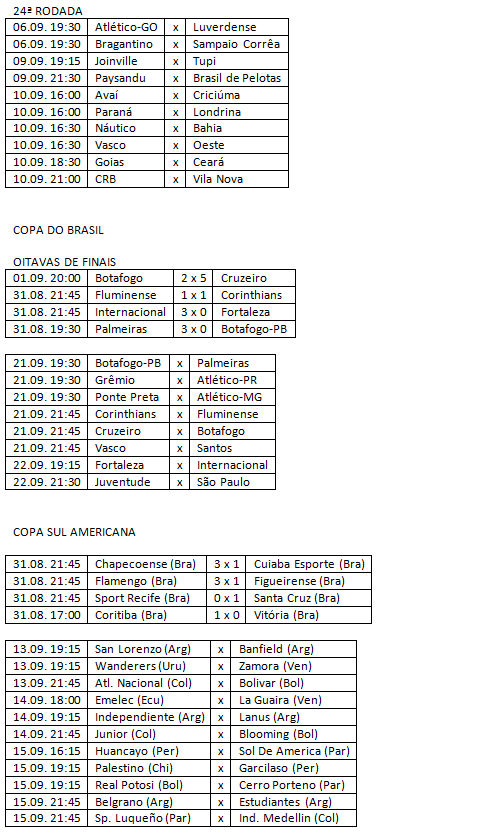 24ª RODADA
06.09. 19:30 Atlético-GO x Luverdense
06.09. 19:30 Bragantino x Sampaio Corrêa
09.09. 19:15 Joinville x Tupi
09.09. 21:30 Paysandu x Brasil de Pelotas
10.09. 16:00 Avaí x Criciúma
10.09. 16:00 Paraná x Londrina
10.09. 16:30 Náutico x Bahia
10.09. 16:30 Vasco x Oeste
10.09. 18:30 Goias x Ceará
10.09. 21:00 CRB x Vila Nova
COPA DO BRASIL
OITAVAS DE FINAIS
01.09. 20:00 Botafogo 2 x 5 Cruzeiro
31.08. 21:45 Fluminense 1 x 1 Corinthians
31.08. 21:45 Internacional 3 x 0 Fortaleza
31.08. 19:30 Palmeiras 3 x 0 Botafogo-PB
21.09. 19:30 Botafogo-PB x Palmeiras
21.09. 19:30 Grêmio x Atlético-PR
21.09. 19:30 Ponte Preta x Atlético-MG
21.09. 21:45 Corinthians x Fluminense
21.09. 21:45 Cruzeiro x Botafogo
21.09. 21:45 Vasco x Santos
22.09. 19:15 Fortaleza x Internacional
22.09. 21:30 Juventude x São Paulo
COPA SUL AMERICANA
31.08. 21:45 Chapecoense (Bra) 3 x 1 Cuiaba Esporte (Bra)
31.08. 21:45 Flamengo (Bra) 3 x 1 Figueirense (Bra)
31.08. 21:45 Sport Recife (Bra) 0 x 1 Santa Cruz (Bra)
31.08. 17:00 Coritiba (Bra) 1 x 0 Vitória (Bra)
13.09. 19:15 San Lorenzo (Arg) x Banfield (Arg)
13.09. 19:15 Wanderers (Uru) x Zamora (Ven)
13.09. 21:45 Atl. Nacional (Col) x Bolivar (Bol)
14.09. 18:00 Emelec (Ecu) x La Guaira (Ven)
14.09. 19:15 Independiente (Arg) x Lanus (Arg)
14.09. 21:45 Junior (Col) x Blooming (Bol)
15.09. 16:15 Huancayo (Per) x Sol De America (Par)
15.09. 19:15 Palestino (Chi) x Garcilaso (Per)
15.09. 19:15 Real Potosi (Bol) x Cerro Porteno (Par)
15.09. 21:45 Belgrano (Arg) x Estudiantes (Arg)
15.09. 21:45 Sp. Luqueño (Par) x Ind. Medellin (Col)